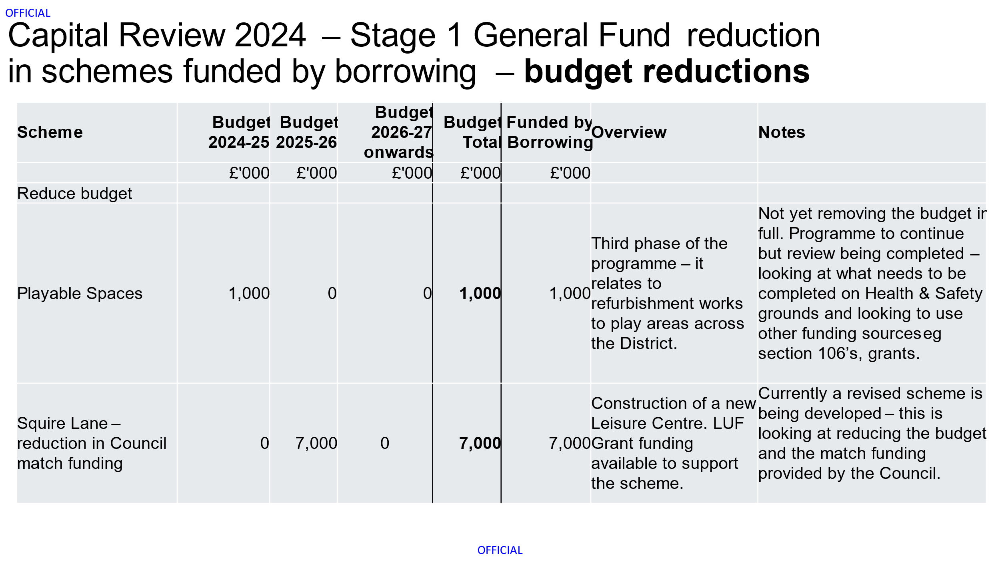 OFFICIAL
Capital Review 2024 – Stage 1 General Fund reduction
in schemes funded by borrowing – budget reductions
Scheme
Budget
2024-25
Budget
2025-26
Budget
2026-27
onwards
Budget
Total
Funded by
Borrowing
Overview
Notes
£'000
£'000
£'000
£'000
£'000
Reduce budget
Playable Spaces
1,000
0
0
1,000
1,000
Third phase of the
programme – it
relates to
refurbishment works
to play areas across
the District.
Not yet removing the budget in
full. Programme to continue
but review being completed –
looking at what needs to be
completed on Health & Safety
grounds and looking to use
other funding sources eg
section 106’s, grants.
Squire Lane –
reduction in Council
match funding
0
7,000
0
7,000
7,000
Construction of a new
Leisure Centre. LUF
Grant funding
available to support
the scheme.
Currently a revised scheme is
being developed – this is
looking at reducing the budget
and the match funding
provided by the Council.
OFFICIAL